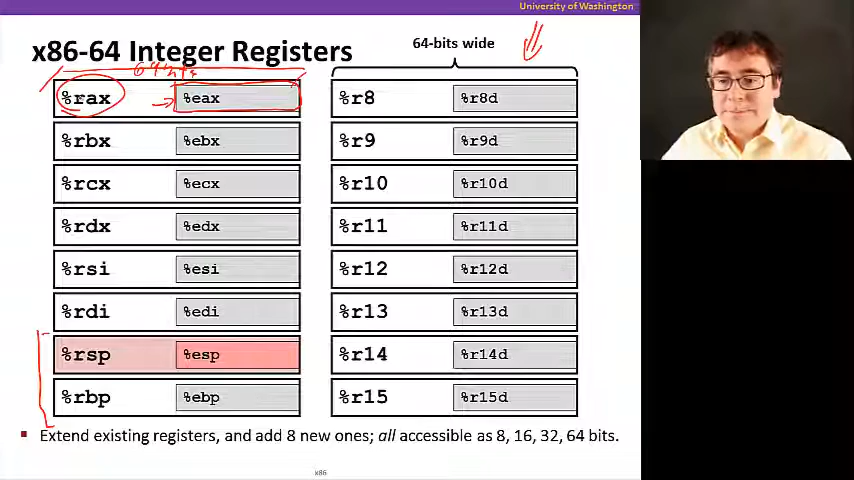 University of Washington
x86-64 Integer Registers
64-bits wide
64 bits
%rax %eax %r8 %r8d
%rbx %ebx %r9 %r9d
%rcx %ecx %r10 %r10d
%rdx %edx %r11 %r11d
%rsi %esi %r12 %r12d
%rdi %edi %r13 %r13d
%rsp %esp %r14 %r14d
%rbp %ebp %r15 %r15d
Extend existing registers, and add 8 new ones; all accessible as 8, 16, 32, 64 bits.
x86